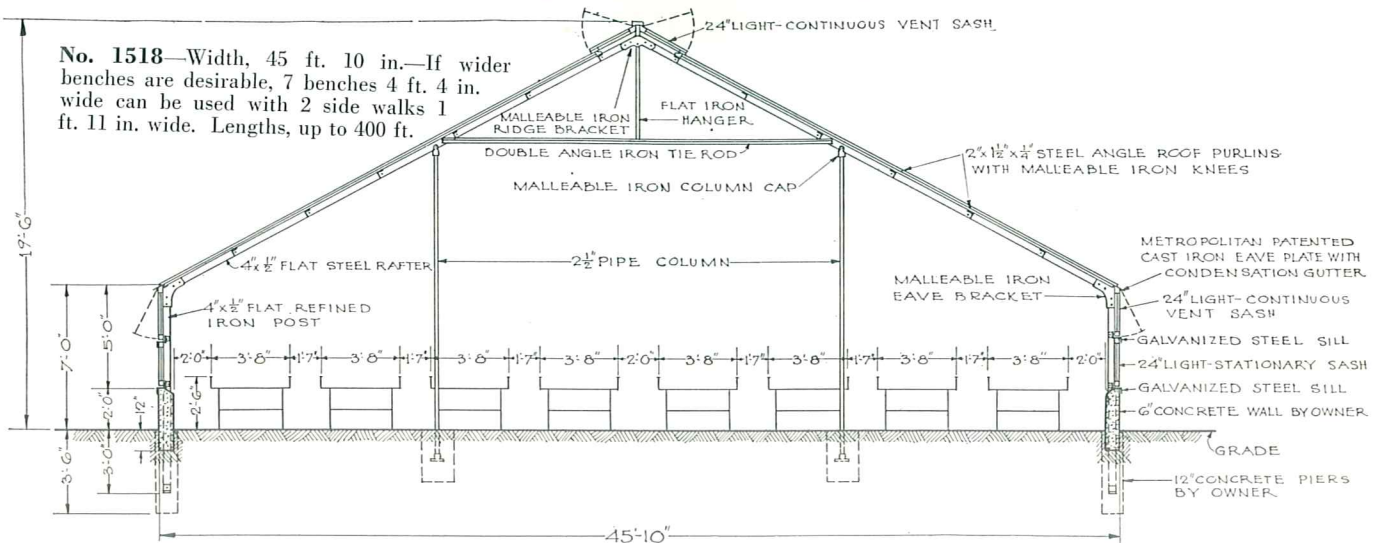 24" LIGHT-CONTINUOUS VENT SASH
No. 1518—Width, 45 ft. 10 in.—If wider
benches are desirable, 7 benches 4 ft. 4 in.
wide can be used with 2 side walks 1
ft. 11 in. wide. Lengths, up to 400 ft.
MALLEABLE IRON
RIDGE BRACKET
FLAT IRON
HANGER
DOUBLE ANGLE IRON TIE ROD
MALLEABLE IRON COLUMN CAP
2"x1½"x¼" STEEL ANGLE ROOF PURLINS
WITH MALLEABLE IRON KNEES
19'-6"
4"x½" FLAT STEEL RAFTER
2½" PIPE COLUMN
MALLEABLE IRON
EAVE BRACKET
METROPOLITAN PATENTED
CAST IRON EAVE PLATE WITH
CONDENSATION GUTTER
4"x½" FLAT REFINED
IRON POST
24" LIGHT-CONTINUOUS
VENT SASH
GALVANIZED STEEL SILL
24" LIGHT-STATIONARY SASH
GALVANIZED STEEL SILL
6" CONCRETE WALL BY OWNER
7'-0"
5'-0"
2'-0"
12"
2'-6"
2'-0" 3'-8" 1'-7" 3'-8" 1'-7" 3'-8" 1'-7" 3'-8" 2'-0" 3'-8" 1'-7" 3'-8" 1'-7" 3'-8" 1'-7" 3'-8" 2'-0"
GRADE
3'-6"
3'-0"
12" CONCRETE PIERS
BY OWNER
45'-10"